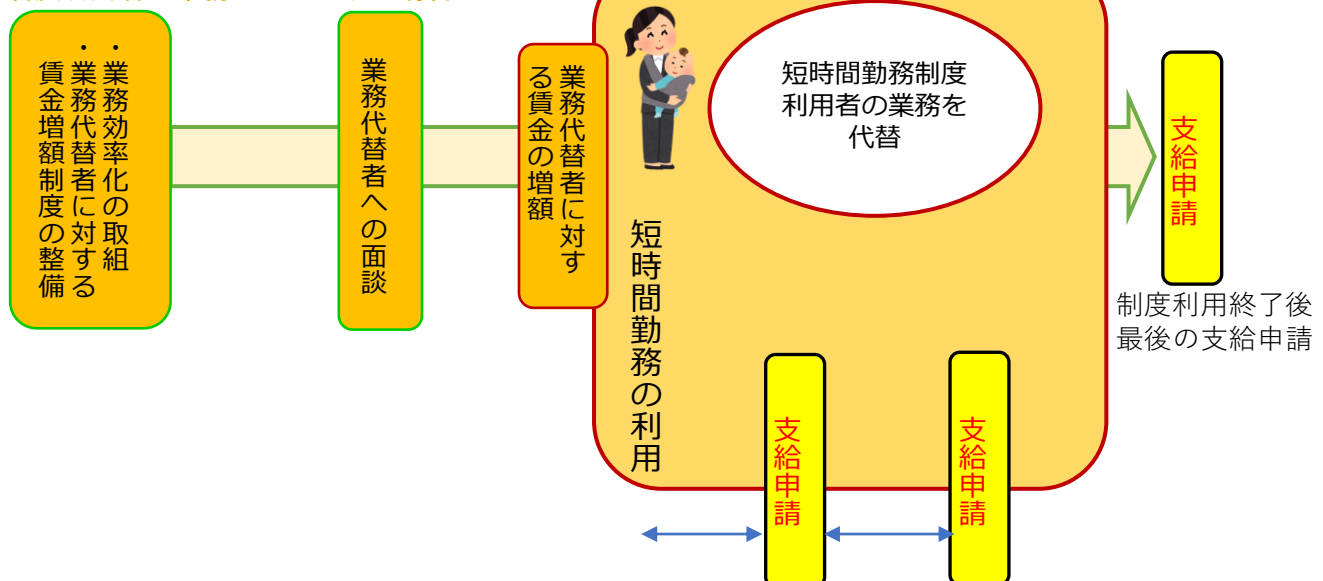 ・業務効率化の取組
・業務代替者に対する
賃金増額制度の整備
業務代替者への面談
業務代替者に対す
る賃金の増額
短時間勤務の利用
短時間勤務制度
利用者の業務を
代替
支給申請
支給申請
支給申請
制度利用終了後
最後の支給申請